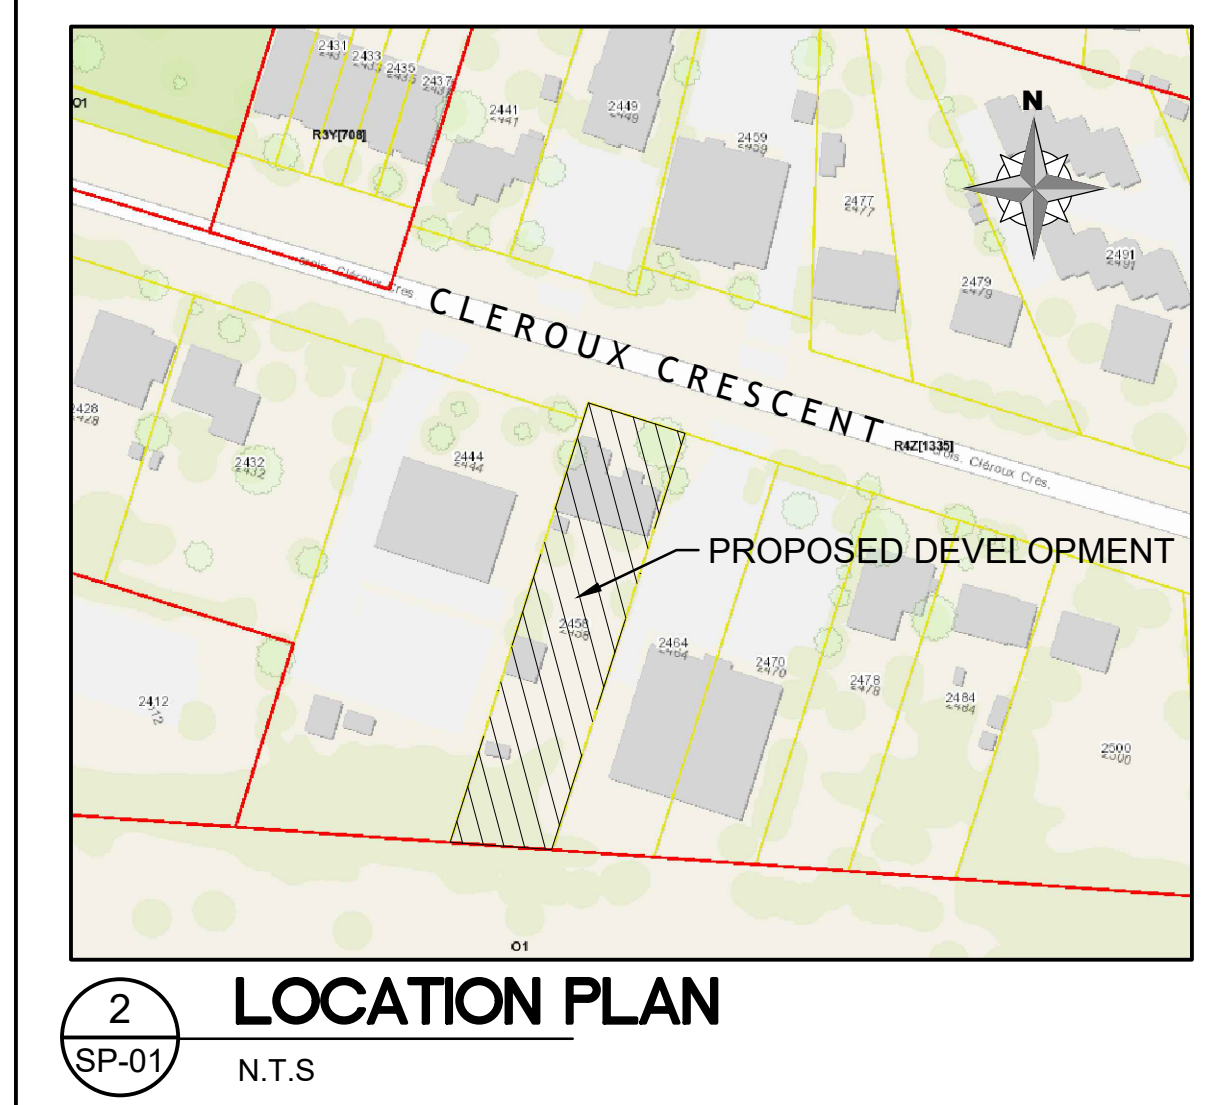 2431
2433
2435
2437
O1
R3Y[708]
2441
2449
2459
N
2477
2491
2479
Cléroux Cres
CLEROUX CRESCENT
R4Z[1335]
Crois. Cléroux Cres.
2428
2432
2444
PROPOSED DEVELOPMENT
2458
2464
2470
2478
2484
2412
2500
O1
2
SP-01
LOCATION PLAN
N.T.S